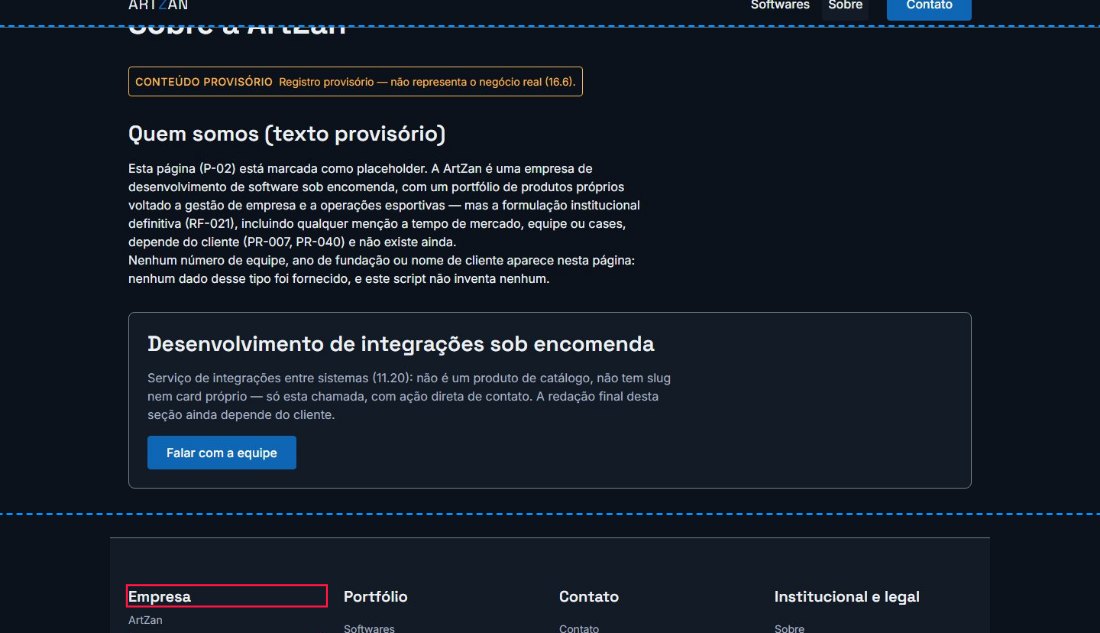 ARTZAN
Softwares
Sobre
Contato
Sobre a ArtZan
CONTEÚDO PROVISÓRIO Registro provisório — não representa o negócio real (16.6).
Quem somos (texto provisório)
Esta página (P-02) está marcada como placeholder. A ArtZan é uma empresa de
desenvolvimento de software sob encomenda, com um portfólio de produtos próprios
voltado a gestão de empresa e a operações esportivas — mas a formulação institucional
definitiva (RF-021), incluindo qualquer menção a tempo de mercado, equipe ou cases,
depende do cliente (PR-007, PR-040) e não existe ainda.
Nenhum número de equipe, ano de fundação ou nome de cliente aparece nesta página:
nenhum dado desse tipo foi fornecido, e este script não inventa nenhum.
Desenvolvimento de integrações sob encomenda
Serviço de integrações entre sistemas (11.20): não é um produto de catálogo, não tem slug
nem card próprio — só esta chamada, com ação direta de contato. A redação final desta
seção ainda depende do cliente.
Falar com a equipe
Empresa
ArtZan
Portfólio
Softwares
Contato
Contato
Institucional e legal
Sobre